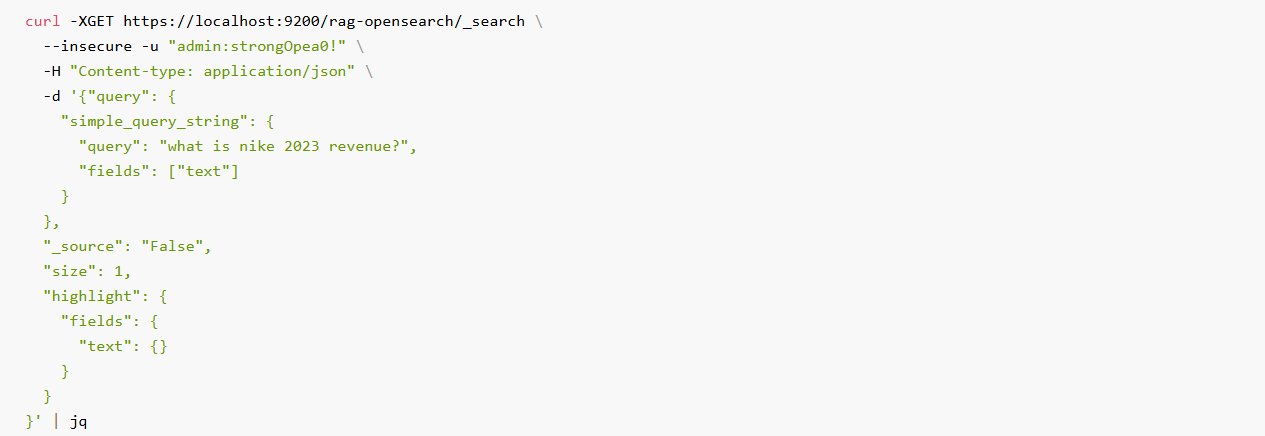 curl -XGET https://localhost:9200/rag-opensearch/_search \
  --insecure -u "admin:strongOpea0!" \
  -H "Content-type: application/json" \
  -d '{"query": {
    "simple_query_string": {
      "query": "what is nike 2023 revenue?",
      "fields": ["text"]
    }
  },
  "_source": "False",
  "size": 1,
  "highlight": {
    "fields": {
      "text": {}
    }
  }
}' | jq